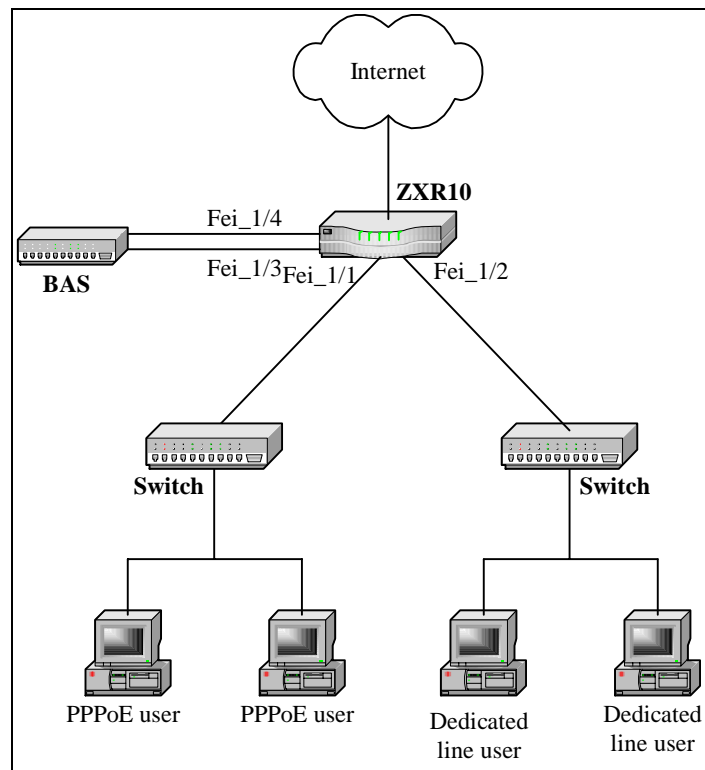 Internet
ZXR10
Fei_1/4
Fei_1/3
Fei_1/1
Fei_1/2
BAS
Switch
Switch
PPPoE user
PPPoE user
Dedicated
line user
Dedicated
line user